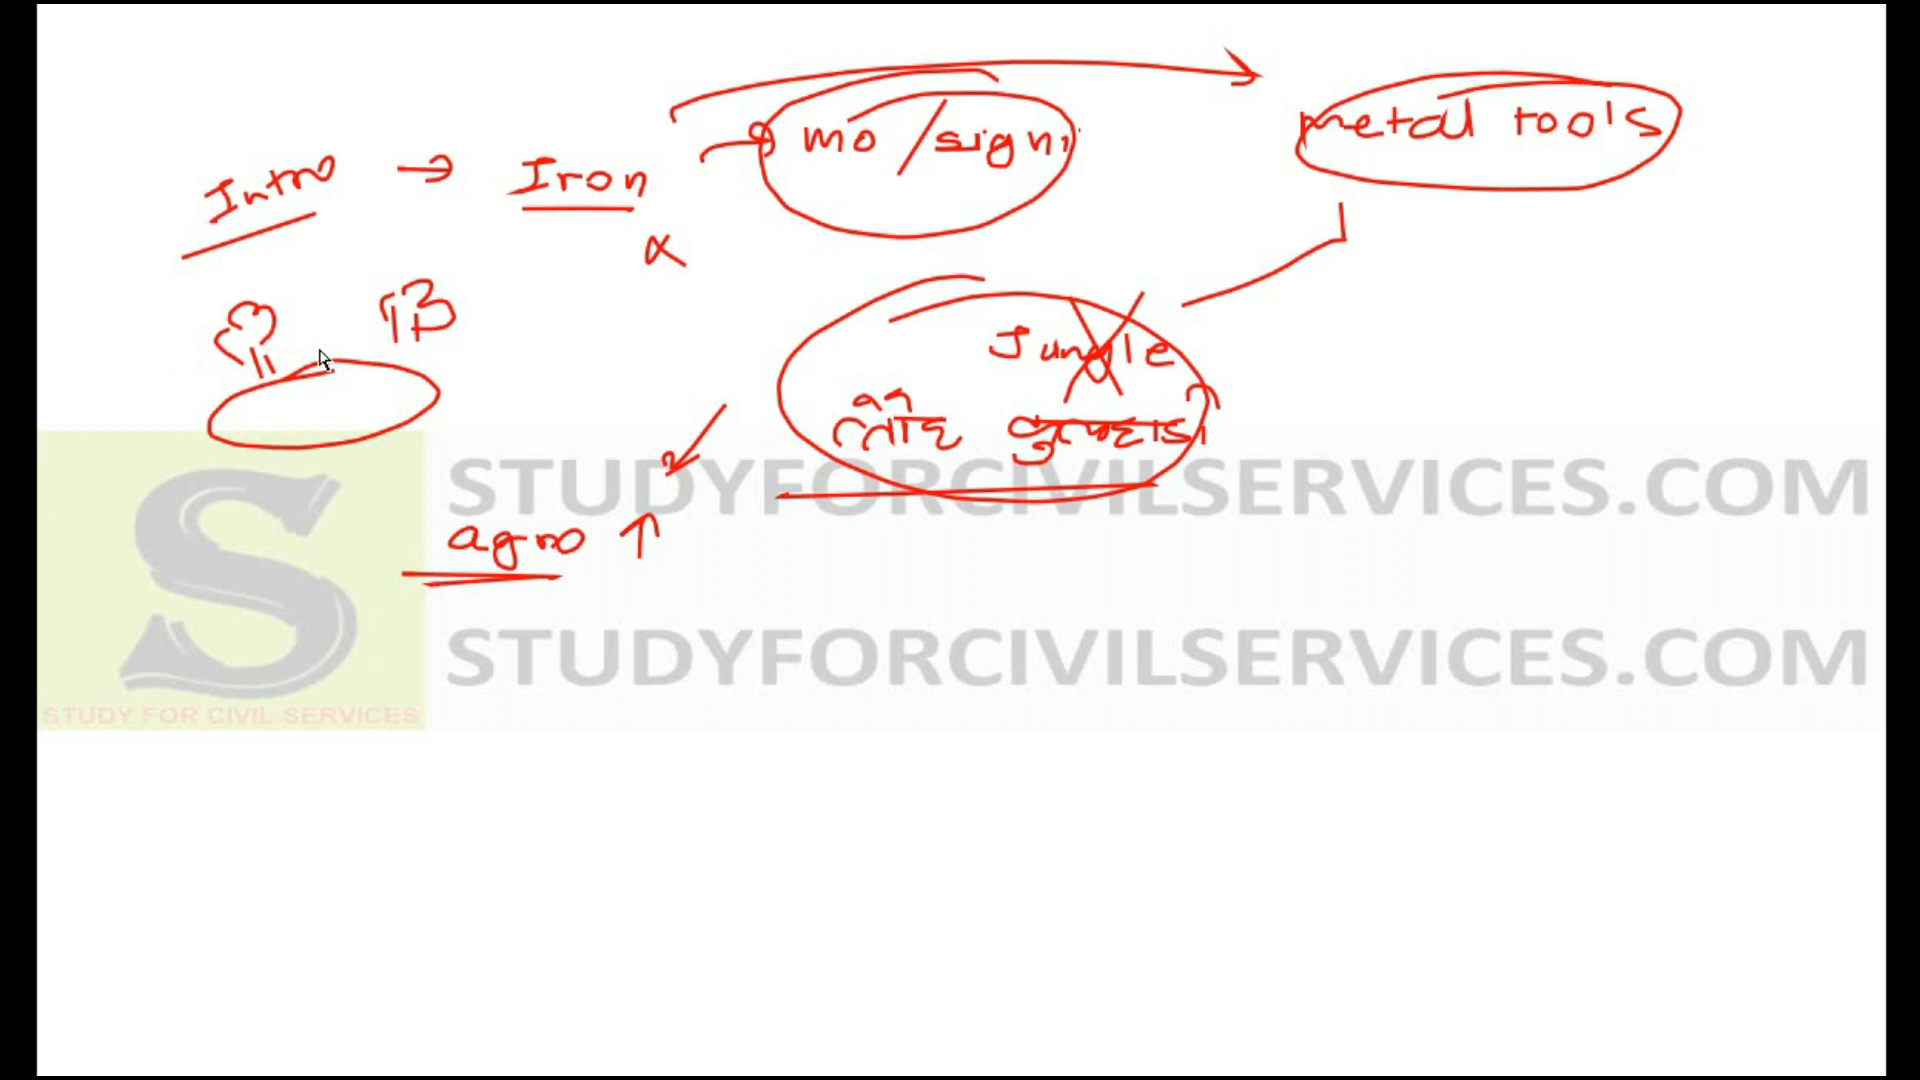 Intro → Iron → mo/signi metal tools
Jungle
लौह कुल्हाड़ी
agro ↑
STUDYFORCIVILSERVICES.COM
STUDYFORCIVILSERVICES.COM
S
STUDY FOR CIVIL SERVICES